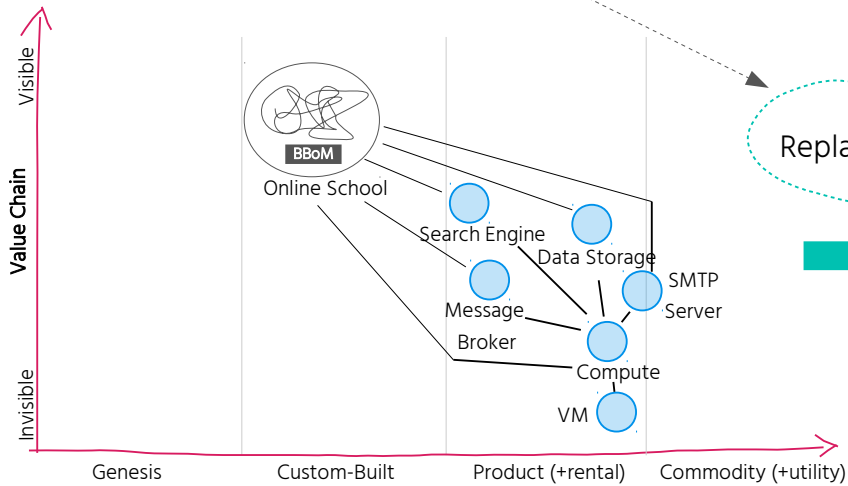 Visible
Value Chain
Invisible
BBoM
Online School
Repla
Search Engine
Data Storage
SMTP
Server
Message
Broker
Compute
VM
Genesis
Custom-Built
Product (+rental)
Commodity (+utility)